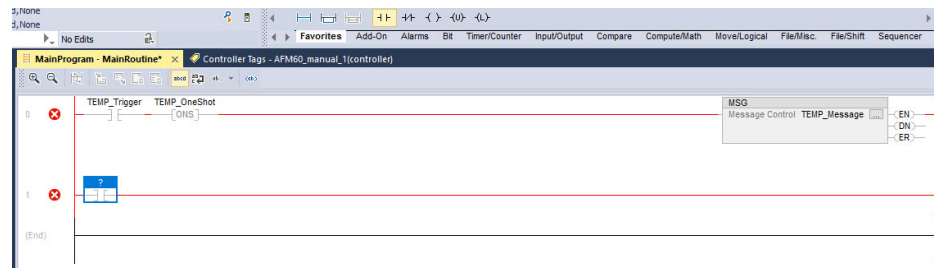 d,None
d,None
No Edits
Favorites Add-On Alarms Bit Timer/Counter Input/Output Compare Compute/Math Move/Logical File/Misc. File/Shift Sequencer
MainProgram - MainRoutine* Controller Tags - AFM60_manual_1(controller)
abcd ab..
TEMP_Trigger TEMP_OneShot
0 ONS
MSG
Message Control TEMP_Message ...
EN
DN
ER
?
1
(End)